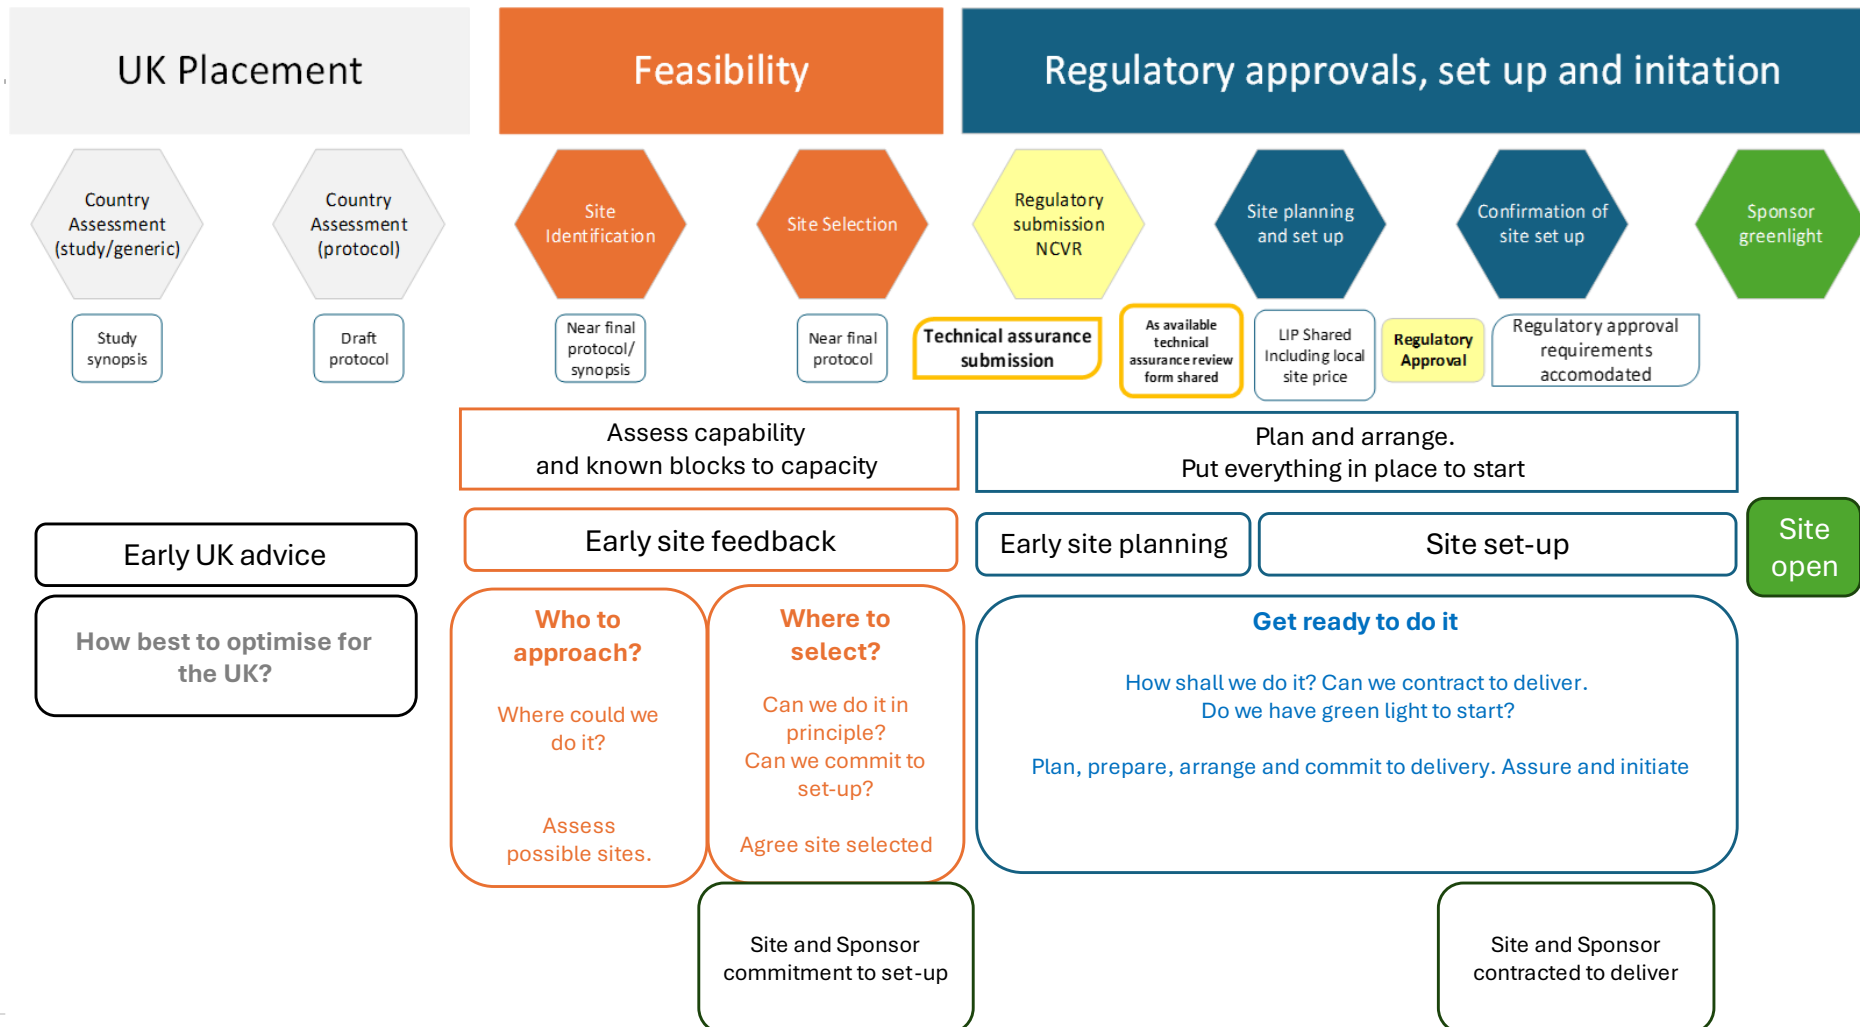 UK Placement
Feasibility
Regulatory approvals, set up and initation
Country
Assessment
(study/generic)
Country
Assessment
(protocol)
Site
Identification
Site Selection
Regulatory
submission
NCVR
Site planning
and set up
Confirmation of
site set up
Sponsor
greenlight
Study
synopsis
Draft
protocol
Near final
protocol/
synopsis
Near final
protocol
Technical assurance
submission
As available
technical
assurance review
form shared
LIP Shared
Including local
site price
Regulatory
Approval
Regulatory approval
requirements
accomodated
Assess capability
and known blocks to capacity
Plan and arrange.
Put everything in place to start
Early UK advice
Early site feedback
Early site planning
Site set-up
Site
open
How best to optimise for
the UK?
Who to
approach?
Where could we
do it?
Assess
possible sites.
Where to
select?
Can we do it in
principle?
Can we commit to
set-up?
Agree site selected
Get ready to do it
How shall we do it? Can we contract to deliver.
Do we have green light to start?
Plan, prepare, arrange and commit to delivery. Assure and initiate
Site and Sponsor
commitment to set-up
Site and Sponsor
contracted to deliver